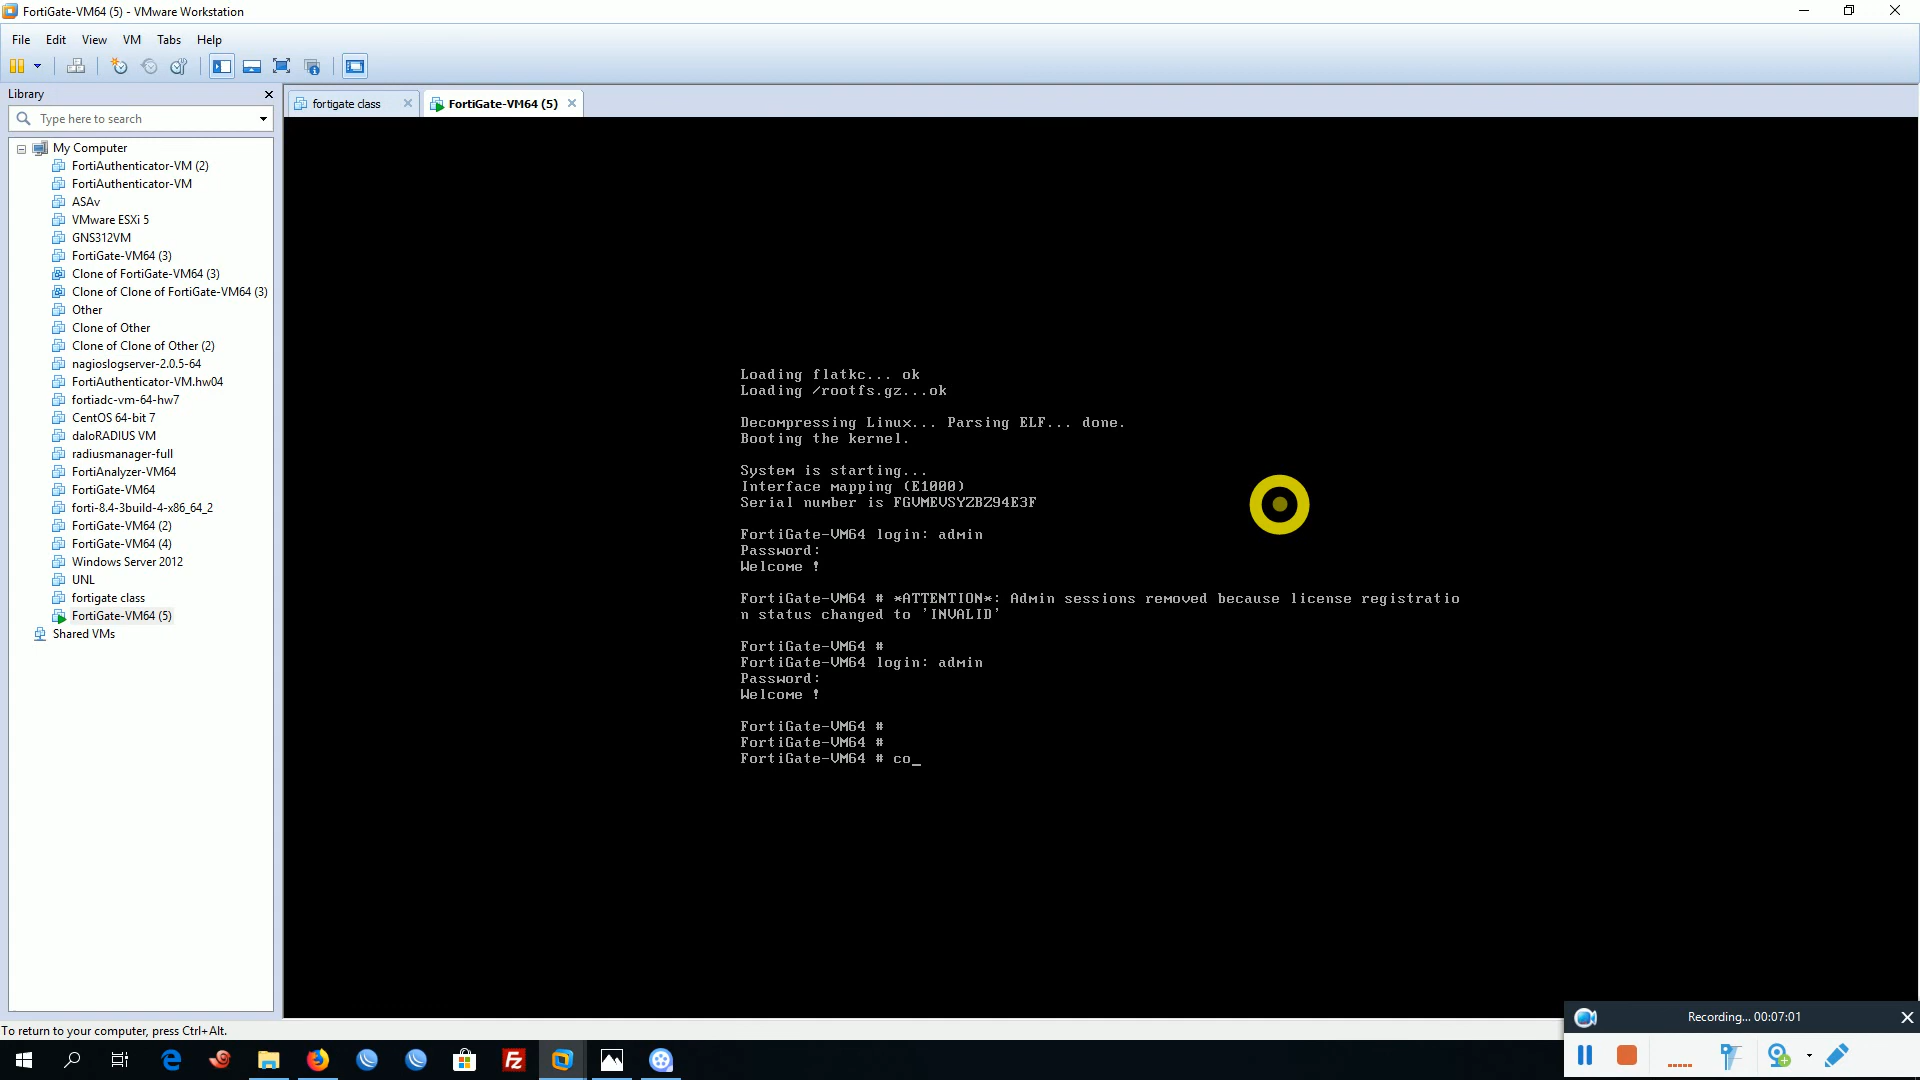 FortiGate-VM64 (5) - VMware Workstation
File Edit View VM Tabs Help
Library
Type here to search
My Computer
FortiAuthenticator-VM (2)
FortiAuthenticator-VM
ASAv
VMware ESXi 5
GNS312VM
FortiGate-VM64 (3)
Clone of FortiGate-VM64 (3)
Clone of Clone of FortiGate-VM64 (3)
Other
Clone of Other
Clone of Clone of Other (2)
nagioslogserver-2.0.5-64
FortiAuthenticator-VM.hw04
fortiadc-vm-64-hw7
CentOS 64-bit 7
daloRADIUS VM
radiusmanager-full
FortiAnalyzer-VM64
FortiGate-VM64
forti-8.4-3build-4-x86_64_2
FortiGate-VM64 (2)
FortiGate-VM64 (4)
Windows Server 2012
UNL
fortigate class
FortiGate-VM64 (5)
Shared VMs
fortigate class
FortiGate-VM64 (5)
Loading flatkc... ok
Loading /rootfs.gz...ok
Decompressing Linux... Parsing ELF... done.
Booting the kernel.
System is starting...
Interface mapping (E1000)
Serial number is FGVMEVSYZBZ94E3F
FortiGate-VM64 login: admin
Password:
Welcome !
FortiGate-VM64 # *ATTENTION*: Admin sessions removed because license registratio
n status changed to 'INVALID'
FortiGate-VM64 #
FortiGate-VM64 login: admin
Password:
Welcome !
FortiGate-VM64 #
FortiGate-VM64 #
FortiGate-VM64 # co_
To return to your computer, press Ctrl+Alt.
Recording... 00:07:01